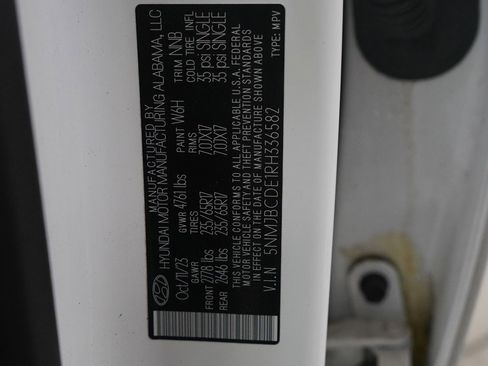 MANUFACTURED BY
HYUNDAI MOTOR MANUFACTURING ALABAMA, LLC
Oct/11/23 GVWR 4761 lbs PAINT W6H TRIM NNB
GAWR TIRES RIMS COLD TIRE INFL
FRONT 2778 lbs 235/65R17 7.0JX17 35 psi SINGLE
REAR 2646 lbs 235/65R17 7.0JX17 35 psi SINGLE
THIS VEHICLE CONFORMS TO ALL APPLICABLE U.S.A. FEDERAL
MOTOR VEHICLE SAFETY AND THEFT PREVENTION STANDARDS
IN EFFECT ON THE DATE OF MANUFACTURE SHOWN ABOVE
V.I.N 5NMJBCDE1RH336582 TYPE: MPV